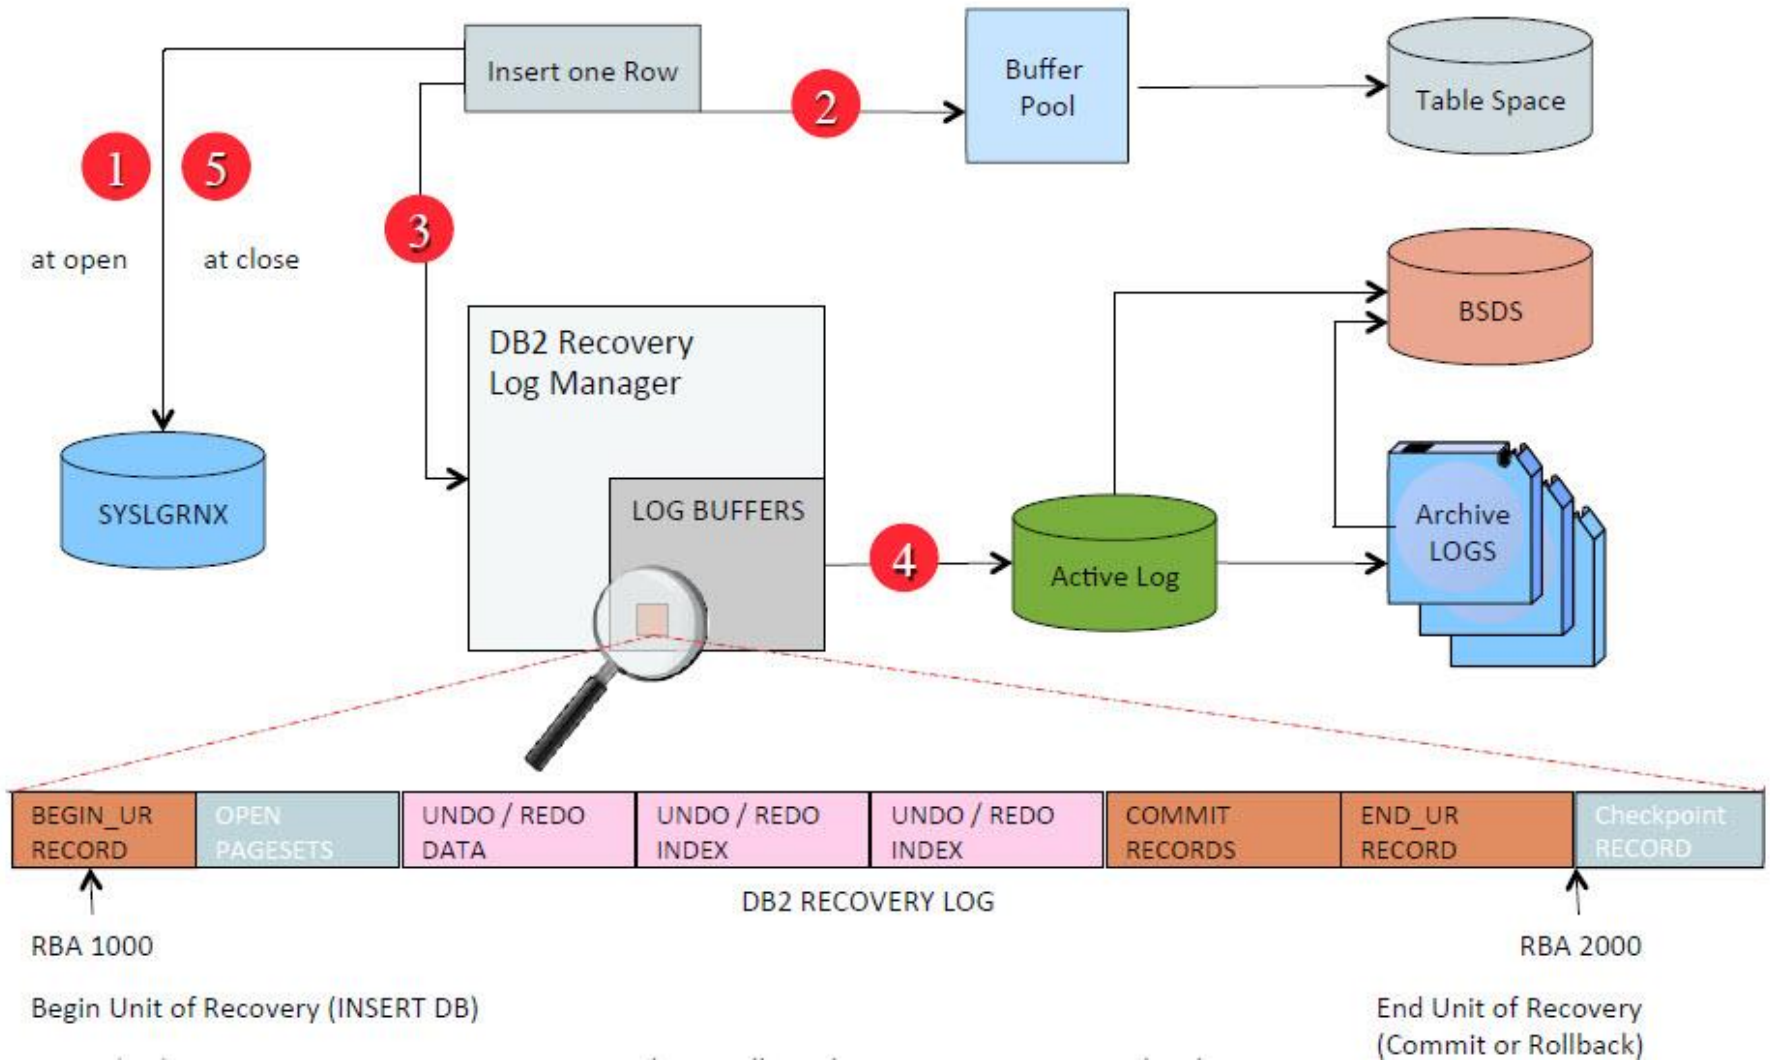 Insert one Row
Buffer
Pool
Table Space
1
5
2
3
at open
at close
DB2 Recovery
Log Manager
BSDS
SYSLGRNX
LOG BUFFERS
4
Active Log
Archive
LOGS
BEGIN_UR
RECORD
OPEN
PAGESETS
UNDO / REDO
DATA
UNDO / REDO
INDEX
UNDO / REDO
INDEX
COMMIT
RECORDS
END_UR
RECORD
Checkpoint
RECORD
DB2 RECOVERY LOG
RBA 1000
RBA 2000
Begin Unit of Recovery (INSERT DB)
End Unit of Recovery
(Commit or Rollback)